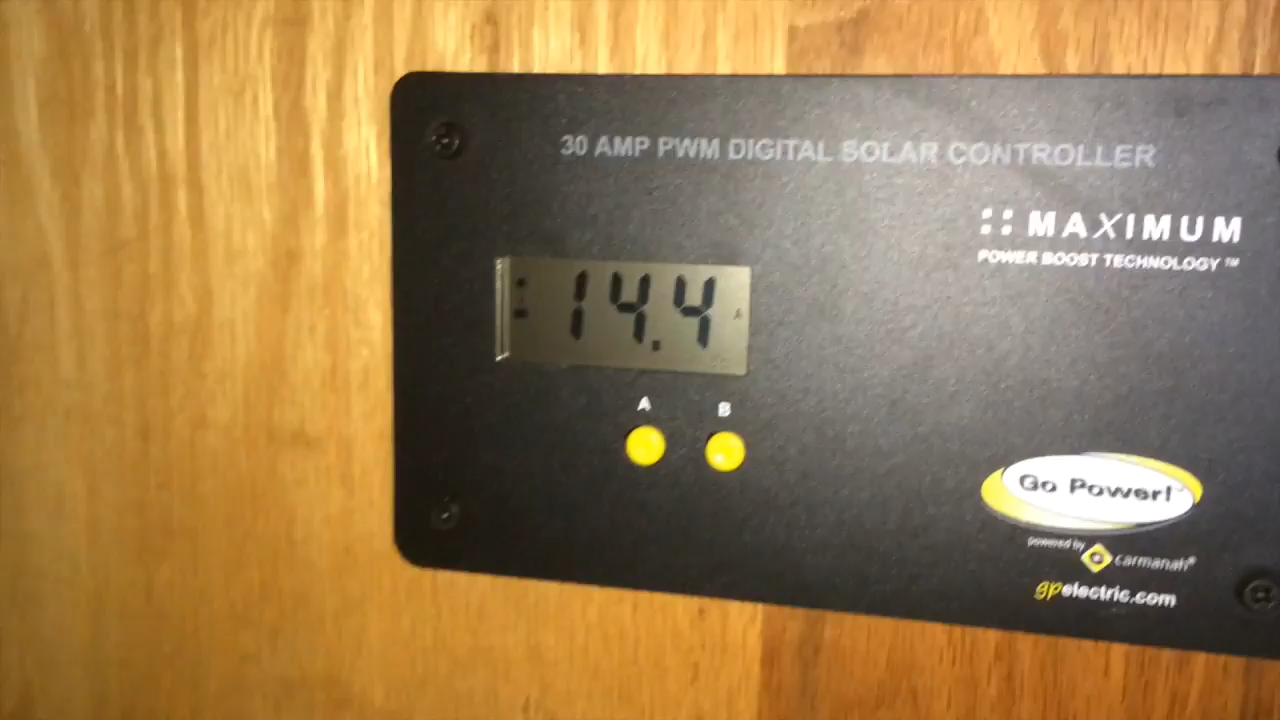 30 AMP PWM DIGITAL SOLAR CONTROLLER
MAXIMUM
POWER BOOST TECHNOLOGY ™
14.4 A
A B
Go Power!™
powered by carmanah®
gpelectric.com